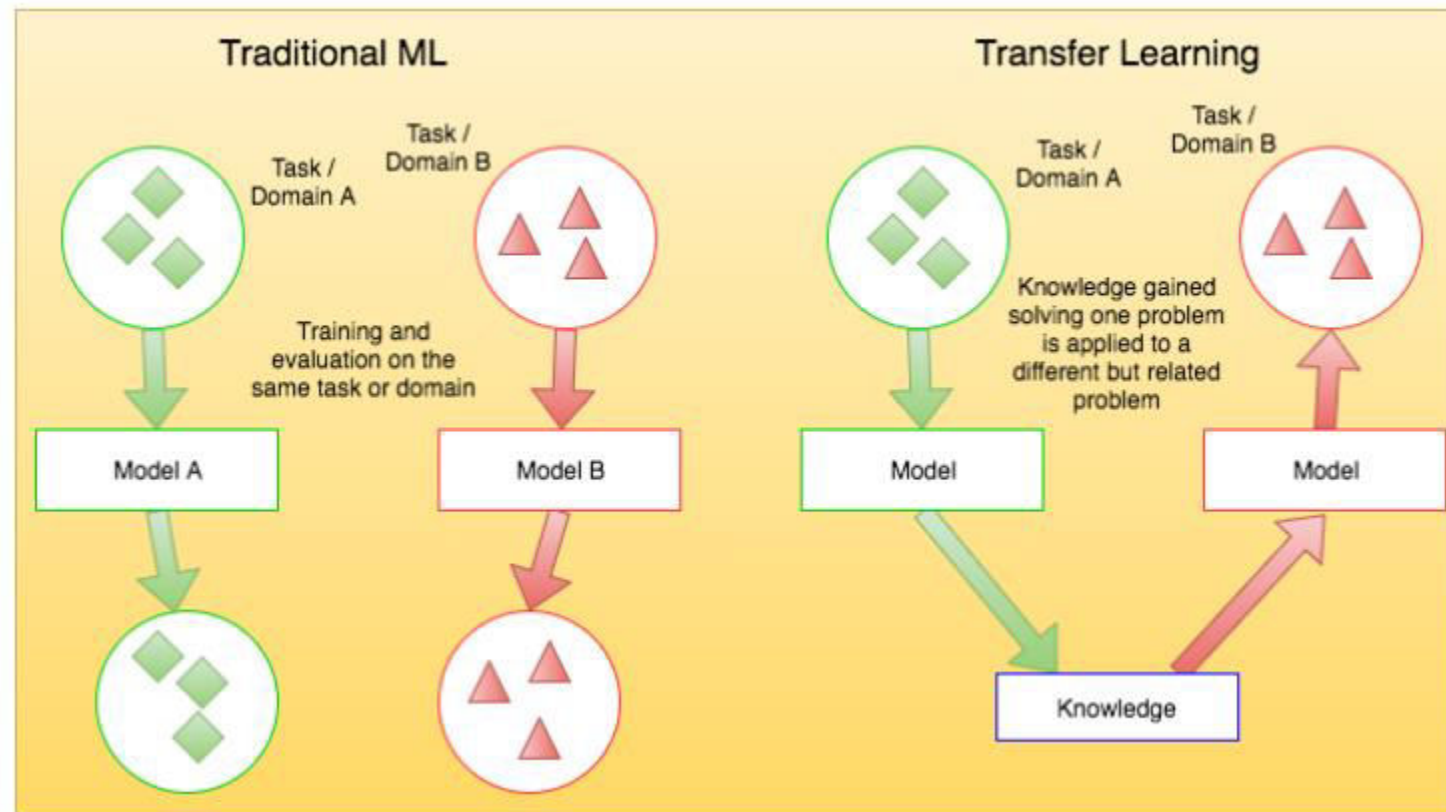 Traditional ML
Task /
Domain A
Task /
Domain B
Training and
evaluation on the
same task or domain
Model A
Model B
Transfer Learning
Task /
Domain A
Task /
Domain B
Knowledge gained
solving one problem
is applied to a
different but related
problem
Model
Model
Knowledge